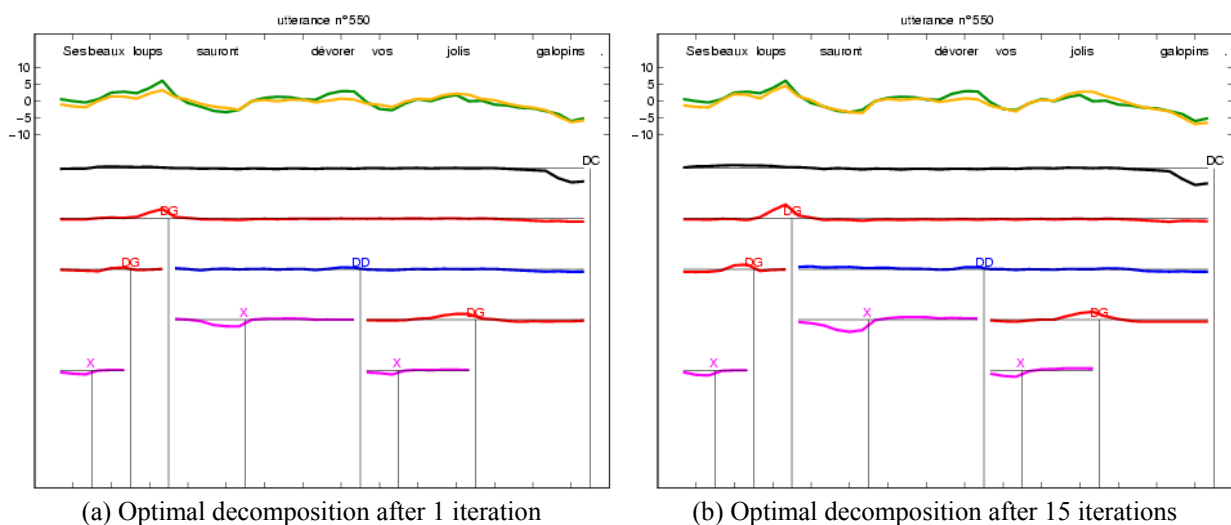 utterance n°550
Ses beaux loups sauront dévorer vos jolis galopins .
10
5
0
−5
−10
DC
DG
DG
DD
X
DG
X
X
(a) Optimal decomposition after 1 iteration
utterance n°550
Ses beaux loups sauront dévorer vos jolis galopins .
10
5
0
−5
−10
DC
DG
DG
DD
X
DG
X
X
(b) Optimal decomposition after 15 iterations